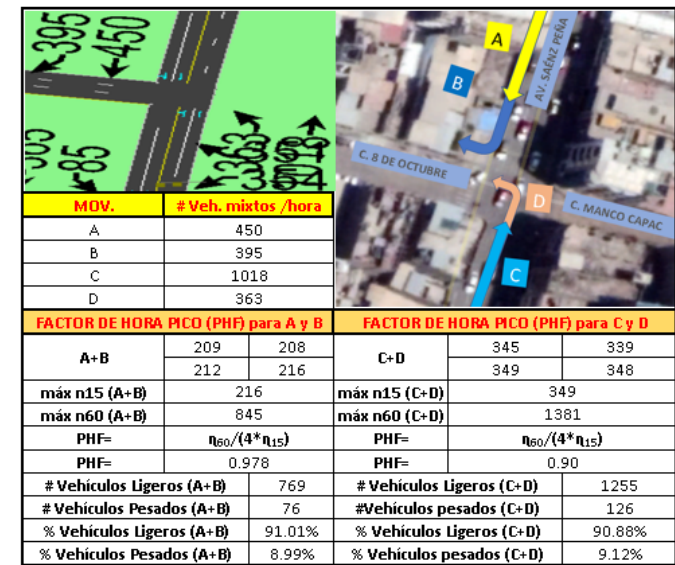 395
450
85
363
MOV. # Veh. mixtos /hora
A 450
B 395
C 1018
D 363
A
B
AV. SAÉNZ PEÑA
C. 8 DE OCTUBRE
D
C. MANCO CAPAC
C
FACTOR DE HORA PICO (PHF) para A y B FACTOR DE HORA PICO (PHF) para C y D
A+B 209 208 C+D 345 339
212 216 349 348
máx n15 (A+B) 216 máx n15 (C+D) 349
máx n60 (A+B) 845 máx n60 (C+D) 1381
PHF= η60/(4*η15) PHF= η60/(4*η15)
PHF= 0.978 PHF= 0.90
# Vehículos Ligeros (A+B) 769 # Vehículos Ligeros (C+D) 1255
# Vehículos Pesados (A+B) 76 #Vehículos pesados (C+D) 126
% Vehículos Ligeros (A+B) 91.01% % Vehículos Ligeros (C+D) 90.88%
% Vehículos Pesados (A+B) 8.99% % Vehículos pesados (C+D) 9.12%